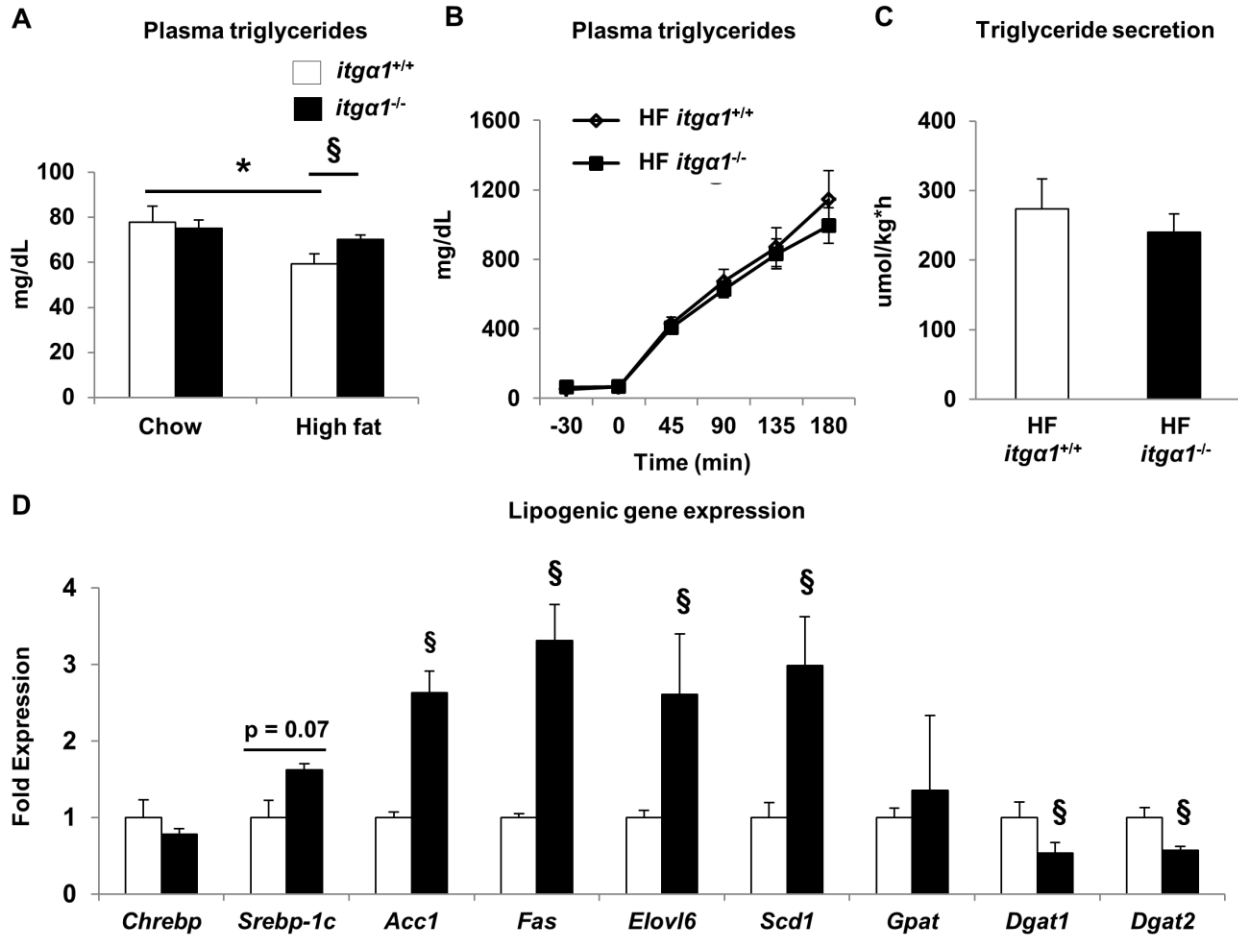 A
Plasma triglycerides
itgα1+/+
itgα1-/-
*
§
100
80
60
40
20
0
mg/dL
Chow
High fat
B
Plasma triglycerides
HF itgα1+/+
HF itgα1-/-
1600
1200
800
400
0
mg/dL
-30 0 45 90 135 180
Time (min)
C
Triglyceride secretion
400
300
200
100
0
umol/kg*h
HF
itgα1+/+
HF
itgα1-/-
D
Lipogenic gene expression
4
3
2
1
0
Fold Expression
p = 0.07
§
§
§
§
§
§
Chrebp Srebp-1c Acc1 Fas Elovl6 Scd1 Gpat Dgat1 Dgat2